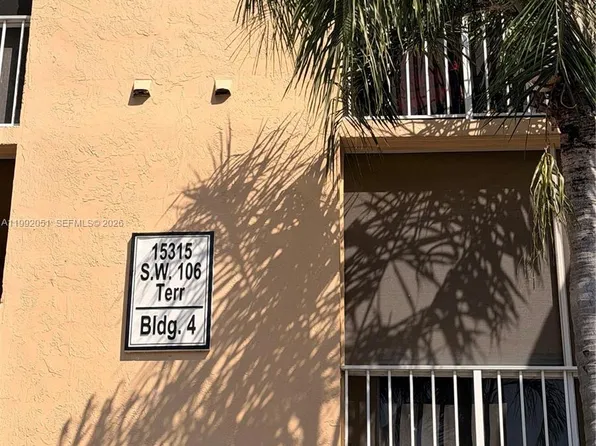 A11992051 SEFMLS© 2026
15315
S.W. 106
Terr
Bldg. 4